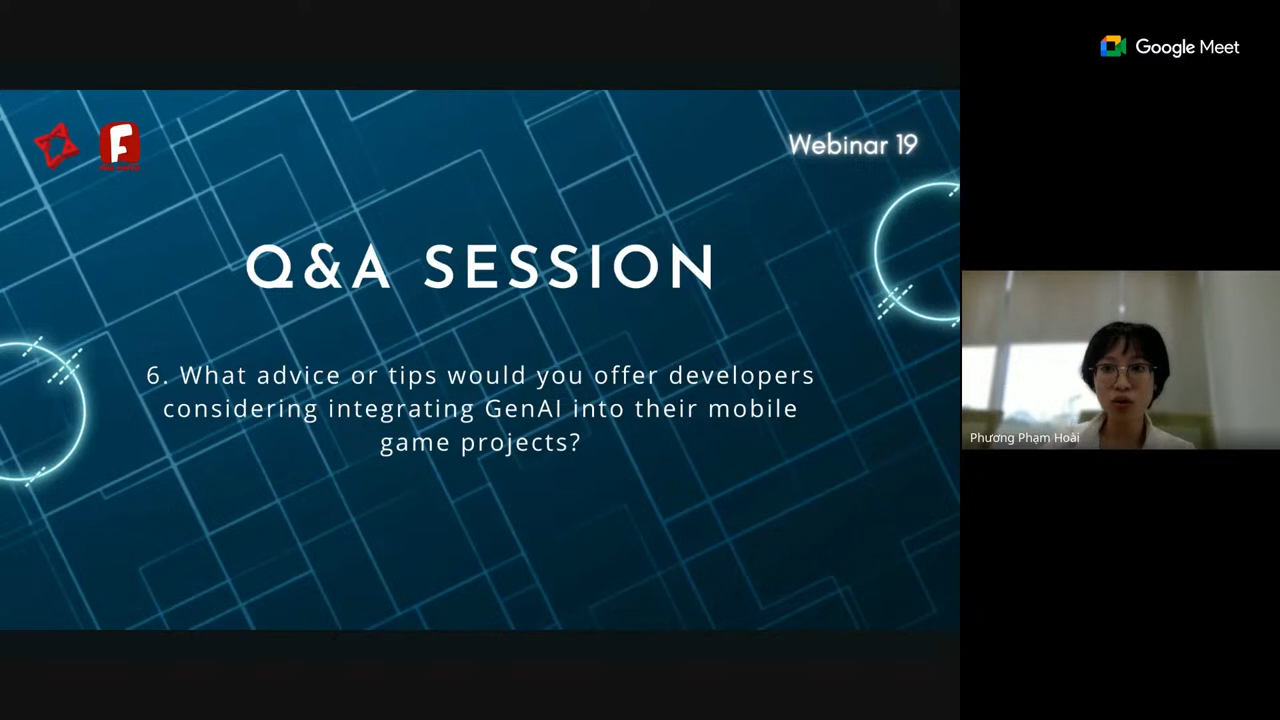 Google Meet
F
Webinar 19
Q&A SESSION
6. What advice or tips would you offer developers
considering integrating GenAI into their mobile
game projects?
Phương Phạm Hoài